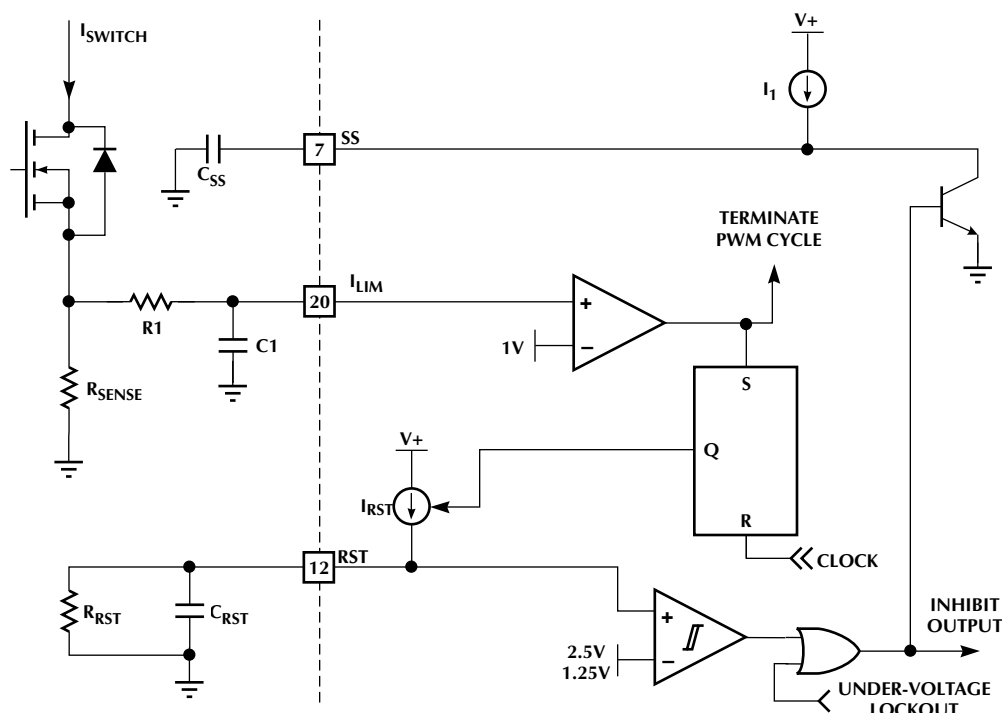 I_SWITCH
V+
I_1
7
SS
C_SS
TERMINATE
PWM CYCLE
20
I_LIM
+
R1
C1
1V
−
R_SENSE
S
V+
Q
I_RST
R
12
RST
CLOCK
R_RST
C_RST
+
INHIBIT
OUTPUT
2.5V
1.25V
−
UNDER-VOLTAGE
LOCKOUT